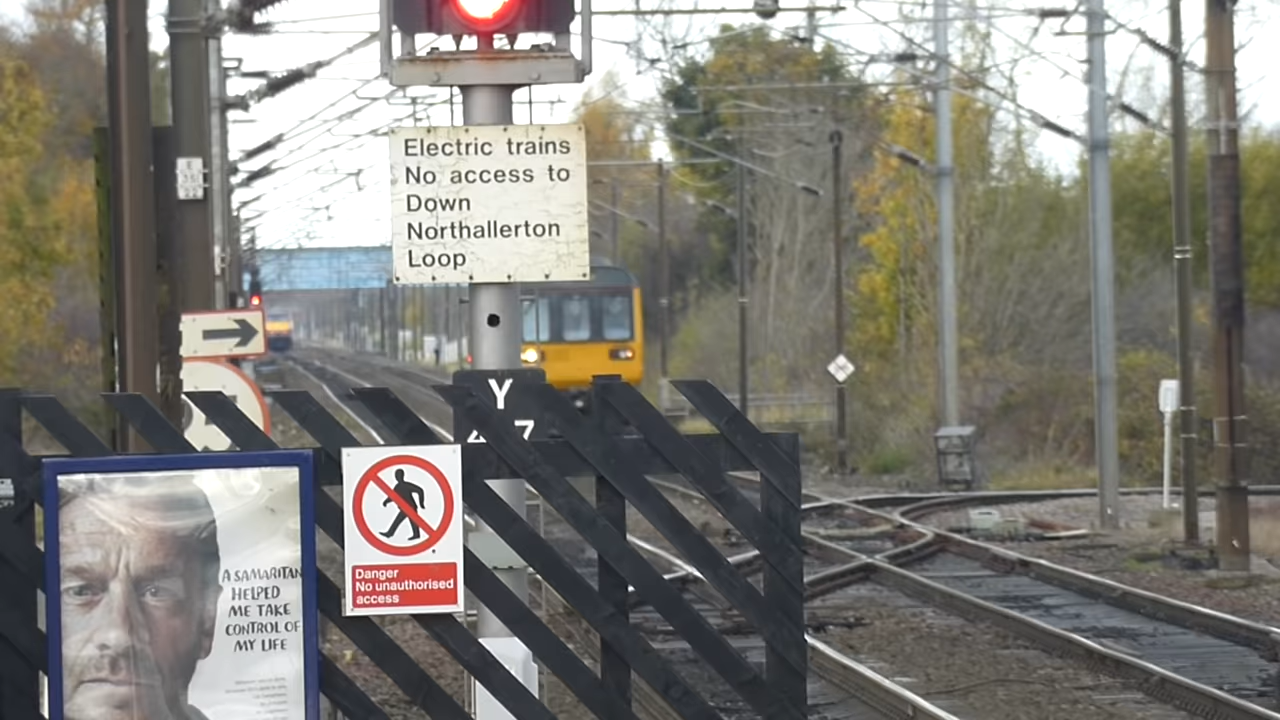 Electric trains
No access to
Down
Northallerton
Loop
Y
47
Danger
No unauthorised
access
A SAMARITAN
HELPED
ME TAKE
CONTROL OF
MY LIFE